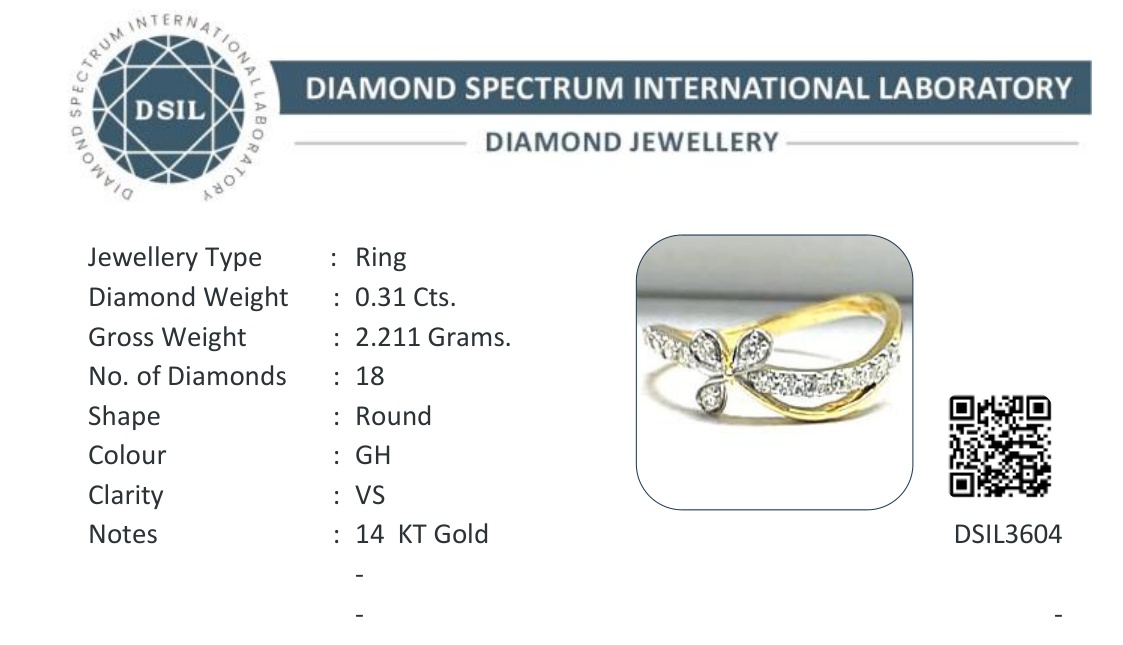 DIAMOND SPECTRUM INTERNATIONAL LABORATORY
DSIL
DIAMOND SPECTRUM INTERNATIONAL LABORATORY
DIAMOND JEWELLERY
Jewellery Type : Ring
Diamond Weight : 0.31 Cts.
Gross Weight : 2.211 Grams.
No. of Diamonds : 18
Shape : Round
Colour : GH
Clarity : VS
Notes : 14 KT Gold
DSIL3604
-
- -